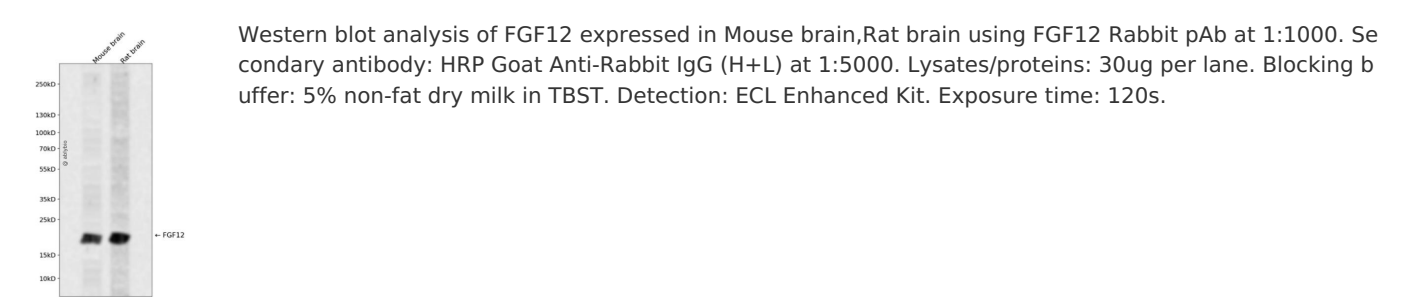 Mouse brain
Rat brain
250kD
130kD
100kD
70kD
55kD
35kD
25kD
15kD
10kD
@ ablybio
← FGF12
Western blot analysis of FGF12 expressed in Mouse brain,Rat brain using FGF12 Rabbit pAb at 1:1000. Se
condary antibody: HRP Goat Anti-Rabbit IgG (H+L) at 1:5000. Lysates/proteins: 30ug per lane. Blocking b
uffer: 5% non-fat dry milk in TBST. Detection: ECL Enhanced Kit. Exposure time: 120s.